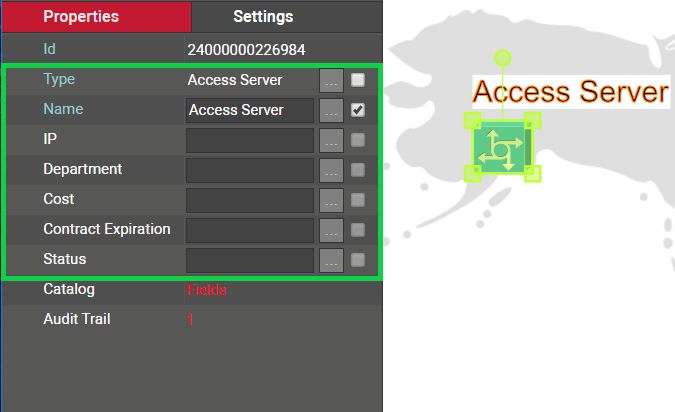 Properties Settings
Id 24000000226984
Type Access Server ...
Name Access Server ...
IP ...
Department ...
Cost ...
Contract Expiration ...
Status ...
Catalog Fields
Audit Trail 1
Access Server